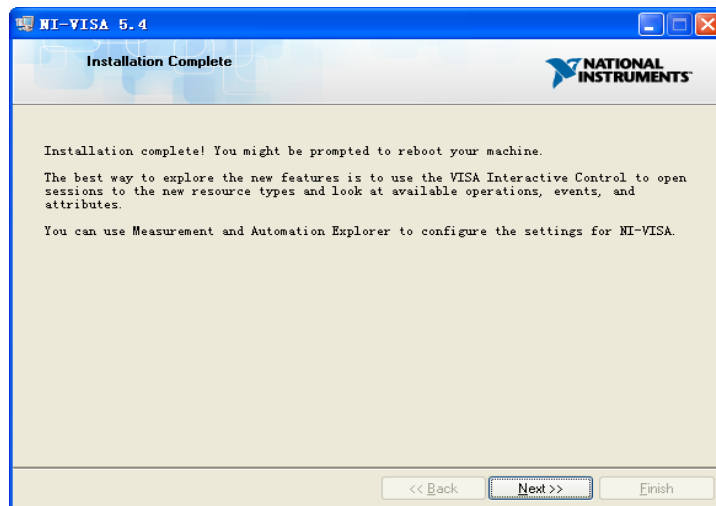 NI-VISA 5.4
Installation Complete
NATIONAL
INSTRUMENTS™
Installation complete! You might be prompted to reboot your machine.
The best way to explore the new features is to use the VISA Interactive Control to open
sessions to the new resource types and look at available operations, events, and
attributes.
You can use Measurement and Automation Explorer to configure the settings for NI-VISA.
<< Back
Next >>
Finish